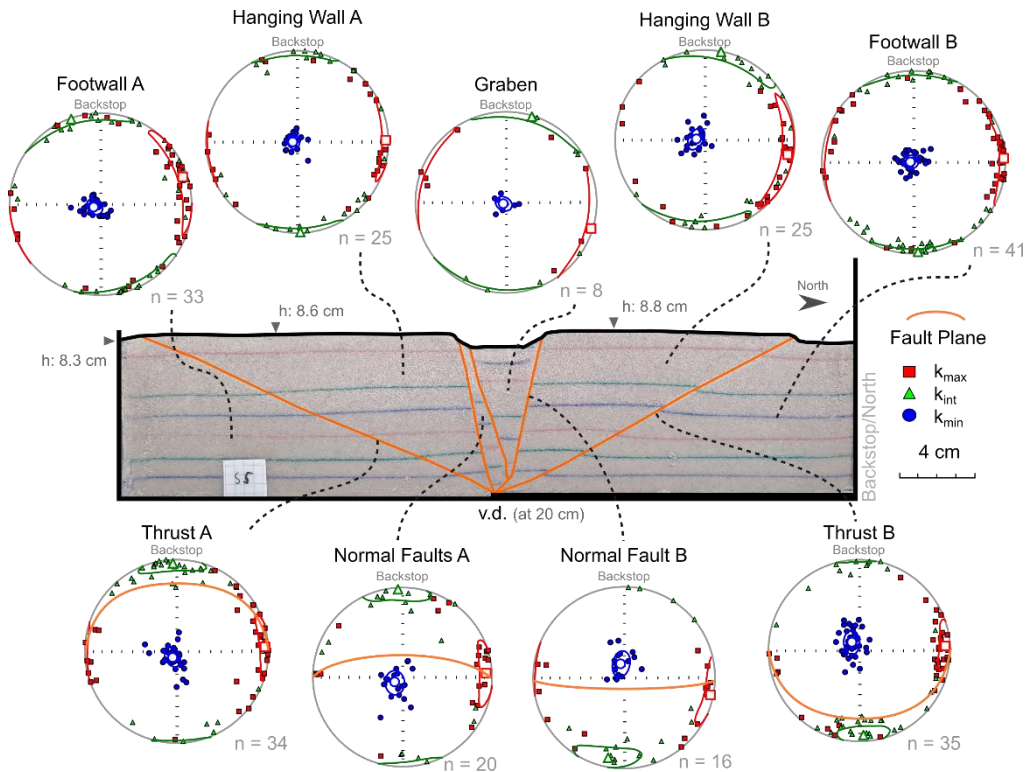 Hanging Wall A
Backstop
Hanging Wall B
Backstop
Footwall A
Backstop
Graben
Backstop
Footwall B
Backstop
n = 33
n = 25
n = 8
n = 25
n = 41
h: 8.3 cm
h: 8.6 cm
h: 8.8 cm
North
Fault Plane
kmax
kint
kmin
4 cm
Backstop/North
S5
v.d. (at 20 cm)
Thrust A
Backstop
Normal Faults A
Backstop
Normal Fault B
Backstop
Thrust B
Backstop
n = 34
n = 20
n = 16
n = 35